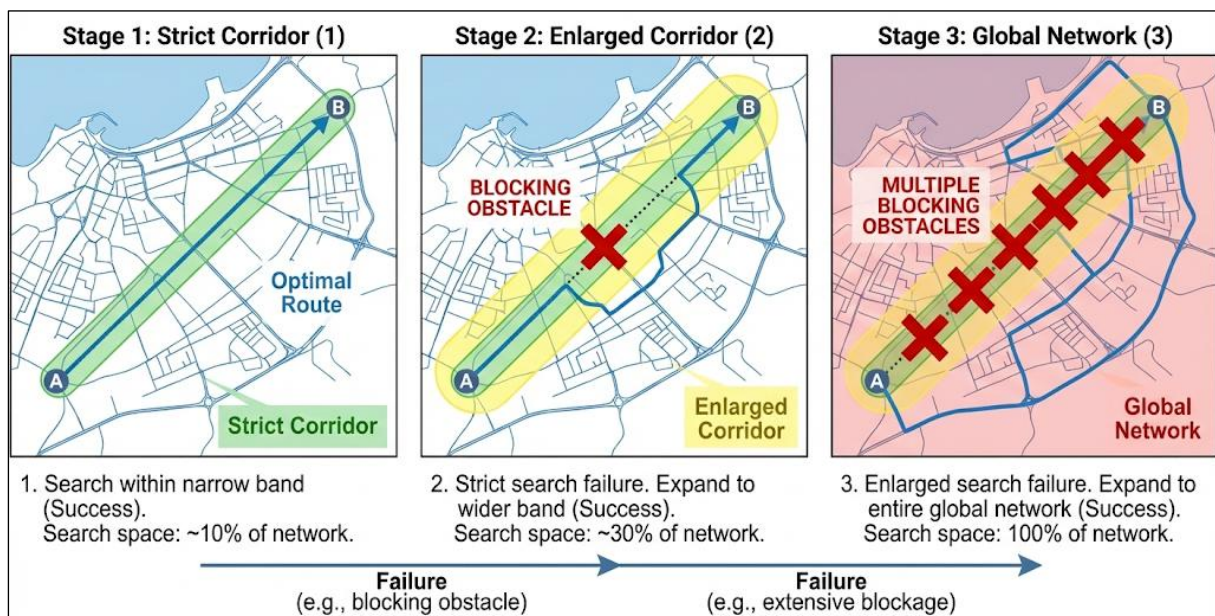 Stage 1: Strict Corridor (1)
B
Optimal
Route
A
Strict Corridor
1. Search within narrow band
(Success).
Search space: ~10% of network.
Stage 2: Enlarged Corridor (2)
B
BLOCKING
OBSTACLE
A
Enlarged
Corridor
2. Strict search failure. Expand to
wider band (Success).
Search space: ~30% of network.
Stage 3: Global Network (3)
B
MULTIPLE
BLOCKING
OBSTACLES
A
Global
Network
3. Enlarged search failure. Expand to
entire global network (Success).
Search space: 100% of network.
Failure
(e.g., blocking obstacle)
Failure
(e.g., extensive blockage)